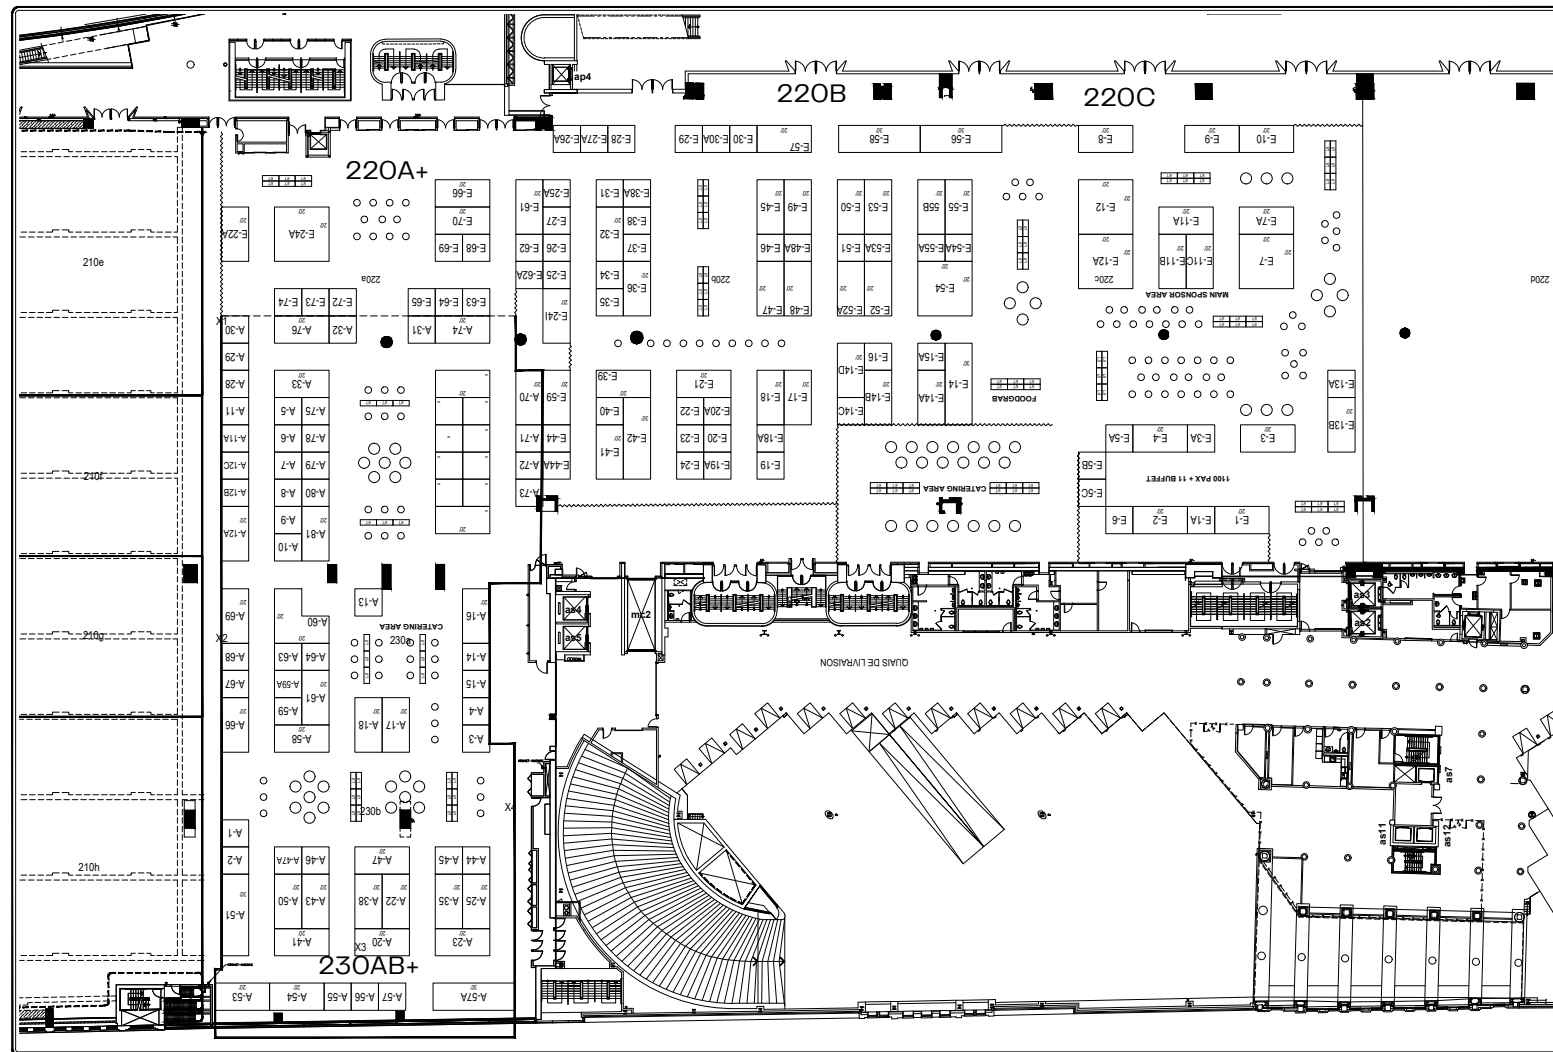 ap4
220B
220C
E-26A
E-27A
E-28
E-29
E-30A
E-30
E-57
E-58
E-56
E-8
E-9
E-10
220A+
E-66
E-70
E-69
E-68
E-22A
E-24A
220a
E-61
E-25A
E-27
E-62
E-26
E-62A
E-25
E-24I
E-31
E-38A
E-32
E-38
E-37
E-34
E-36
E-35
220b
E-45
E-49
E-46
E-48A
E-47
E-48
E-50
E-53
E-51
E-53A
E-52A
E-52
55B
E-55
E-55A
E-54A
E-54
E-12
E-12A
220c
E-11A
E-11B
E-11C
E-7A
E-7
MAIN SPONSOR AREA
220d
210e
E-74
E-73
E-72
E-65
E-64
E-63
X1
A-30
A-76
A-32
A-31
A-74
A-29
A-28
A-33
A-11
A-5
A-75
A-11A
A-6
A-78
A-12C
A-7
A-79
A-12B
A-8
A-80
A-12A
A-9
A-81
A-10
210f
A-70
E-59
A-71
E-44
A-72
E-44A
A-73
E-39
E-40
E-42
E-41
E-21
E-22
E-20A
E-23
E-20
E-24
E-19A
E-18
E-17
E-18A
E-19
E-14D
E-16
E-14C
E-14B
E-15A
E-14A
E-14
FOODGRAB
E-13A
E-13B
E-5A
E-4
E-3A
E-3
E-5B
E-5C
1100 PAX + 11 BUFFET
E-6
E-2
E-1A
E-1
CATERING AREA
A-13
A-69
A-60
A-16
CATERING AREA
230a
X2
210g
A-68
A-63
A-64
A-14
A-67
A-59A
A-61
A-15
A-66
A-59
A-58
A-18
A-17
A-4
A-3
as4
as5
mc2
as3
as2
QUAIS DE LIVRAISON
230b
X4
A-1
A-2
A-47A
A-46
A-47
A-45
A-44
210h
A-51
A-50
A-43
A-38
A-22
A-35
A-25
A-41
X3
A-20
A-23
230AB+
A-53
A-54
A-55
A-56
A-57
A-57A
as7
as11
as12